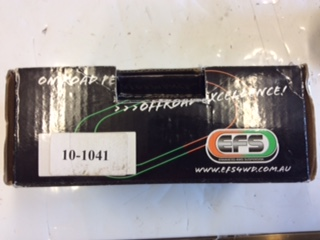 ON ROAD PE
>>>OFFROAD EXCELLENCE!
10-1041
EFS
WWW.EFS4WD.COM.AU